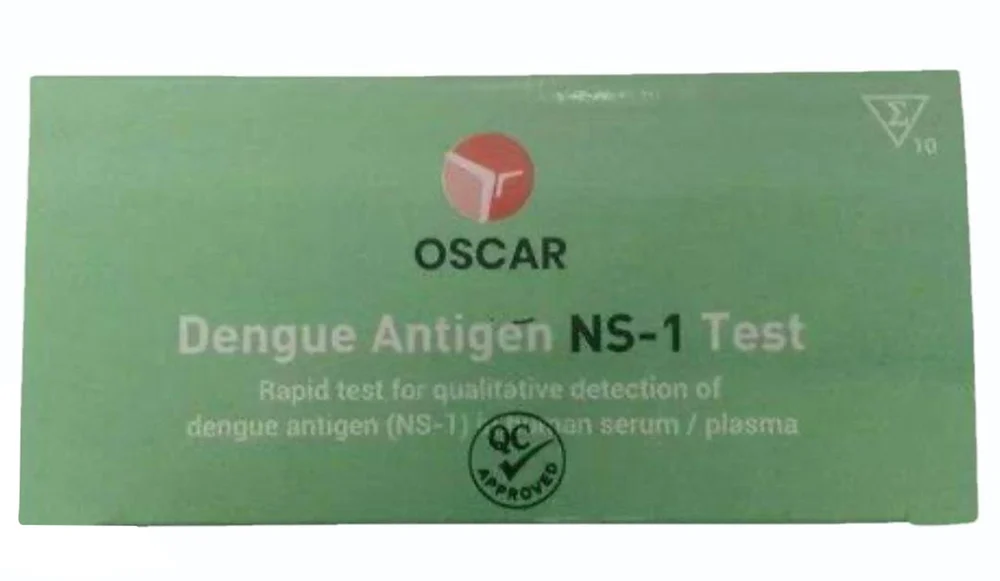 Σ
10
OSCAR
Dengue Antigen NS-1 Test
Rapid test for qualitative detection of
dengue antigen (NS-1) human serum / plasma
QC
APPROVED